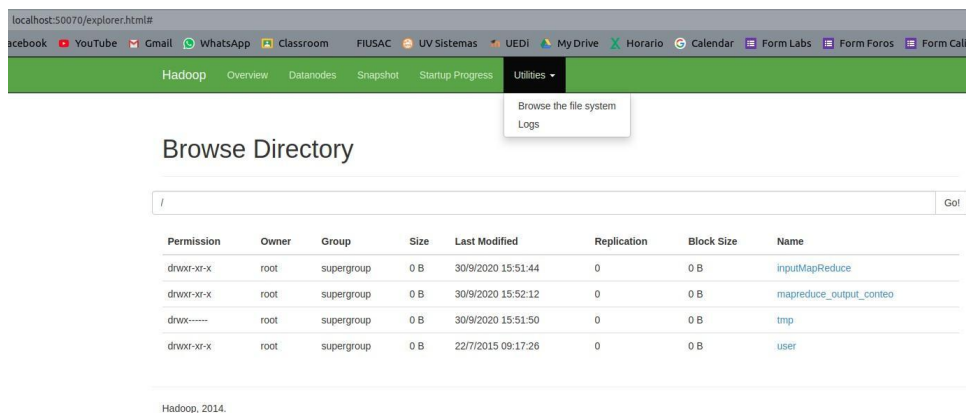 localhost:50070/explorer.html#
acebook YouTube Gmail WhatsApp Classroom FIUSAC UV Sistemas UEDi My Drive Horario Calendar Form Labs Form Foros Form Cali
Hadoop Overview Datanodes Snapshot Startup Progress Utilities
Browse the file system
Logs
Browse Directory
/ Go!
Permission Owner Group Size Last Modified Replication Block Size Name
drwxr-xr-x root supergroup 0 B 30/9/2020 15:51:44 0 0 B inputMapReduce
drwxr-xr-x root supergroup 0 B 30/9/2020 15:52:12 0 0 B mapreduce_output_conteo
drwx------ root supergroup 0 B 30/9/2020 15:51:50 0 0 B tmp
drwxr-xr-x root supergroup 0 B 22/7/2015 09:17:26 0 0 B user
Hadoop, 2014.